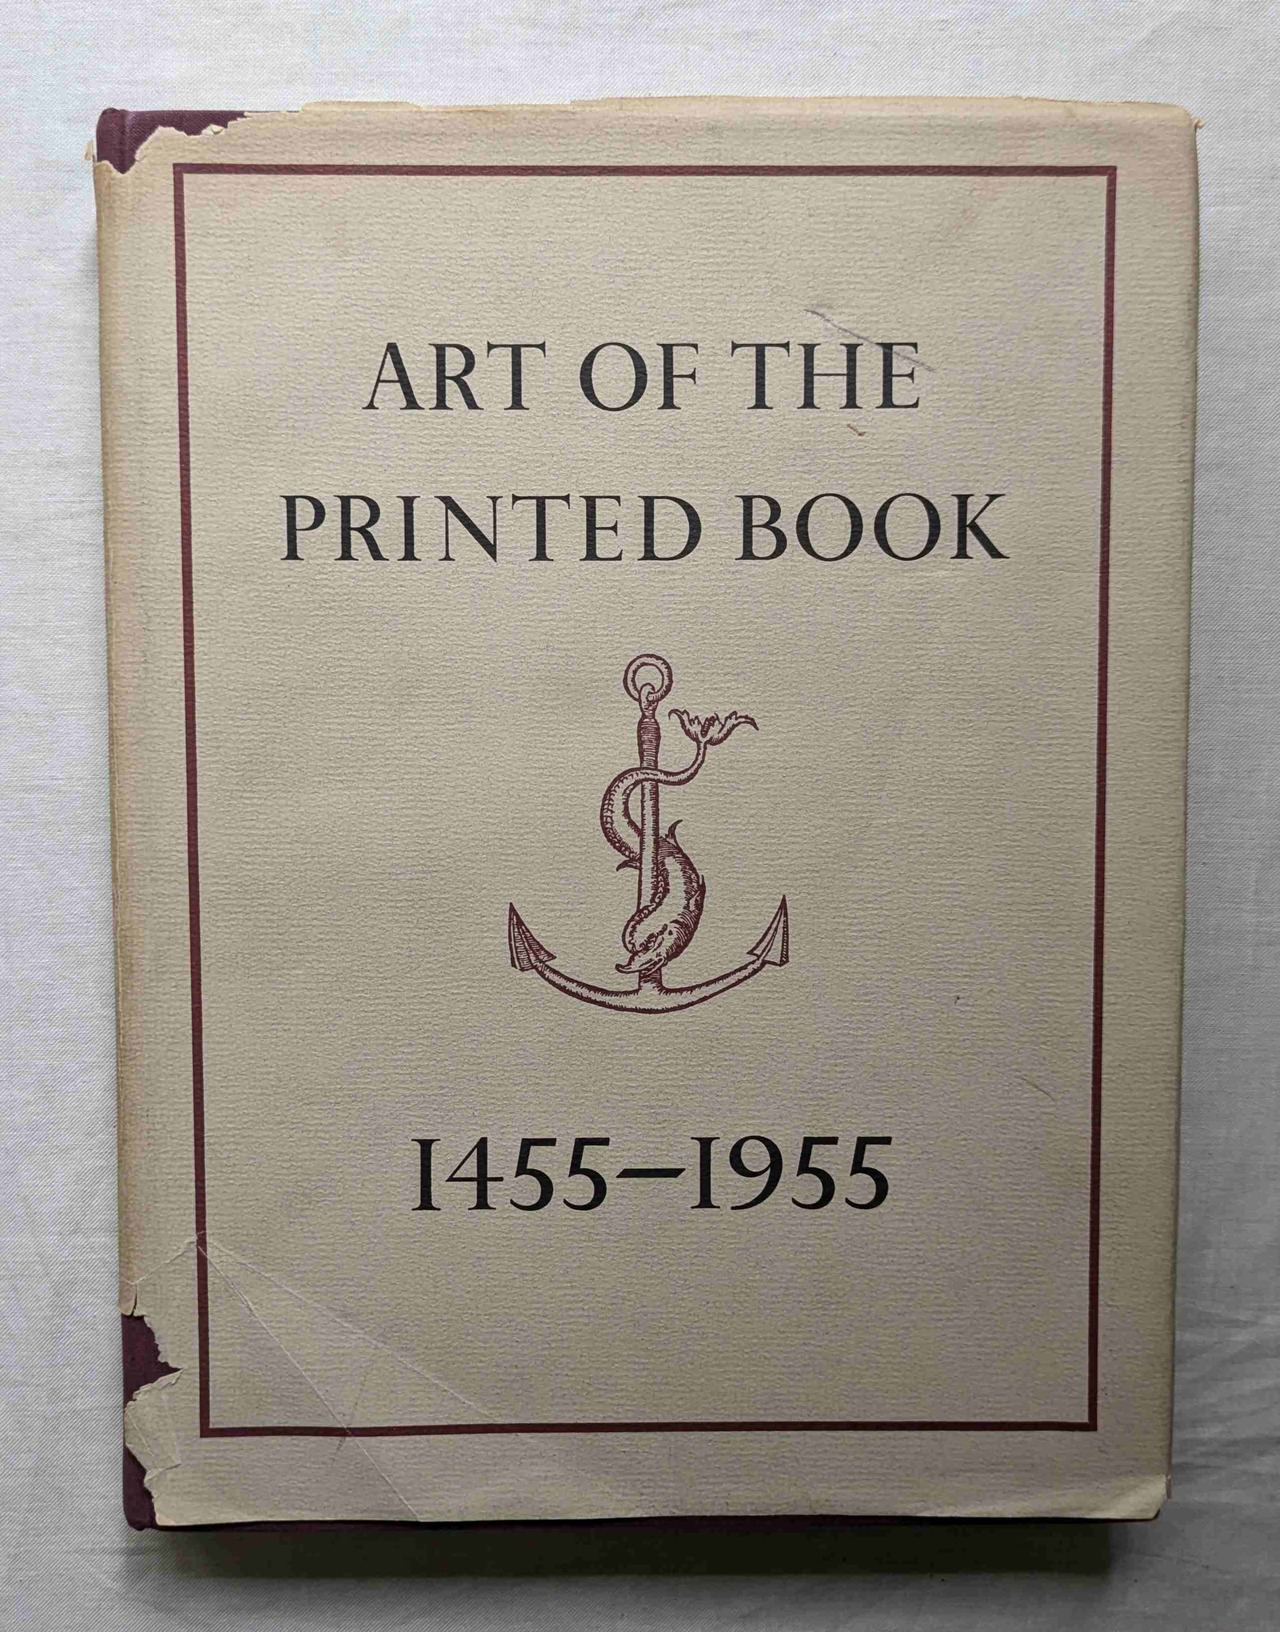 ART OF THE
PRINTED BOOK
1455–1955